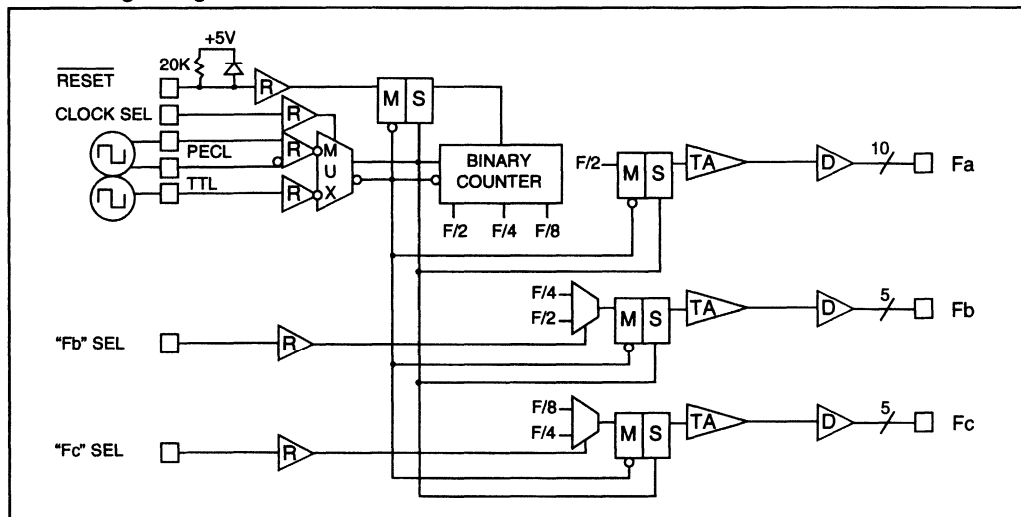 +5V
20K
RESET
R
M S
CLOCK SEL
R
PECL
R
M
U
X
TTL
R
BINARY
COUNTER
F/2 F/4 F/8
F/2
M S
TA
D
10
Fa
F/4
F/2
M S
TA
D
5
Fb
"Fb" SEL
R
F/8
F/4
M S
TA
D
5
Fc
"Fc" SEL
R